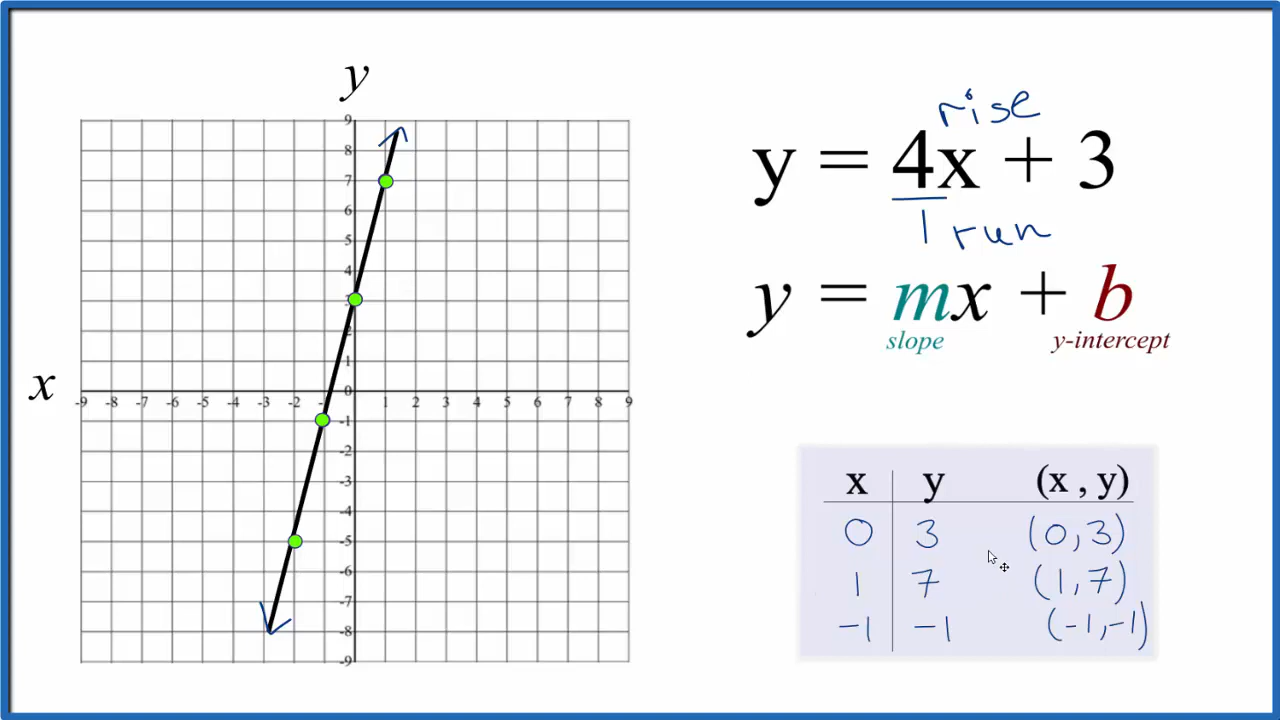 y
9
8
7
6
5
4
2
1
0
-9 -8 -7 -6 -5 -4 -3 -2 1 2 3 4 5 6 7 8 9
-1
-2
-3
-4
-5
-6
-7
-8
-9
x
rise
y = 4x + 3
1 run
y = mx + b
slope y-intercept
x y (x , y)
0 3 (0,3)
1 7 (1,7)
-1 -1 (-1,-1)